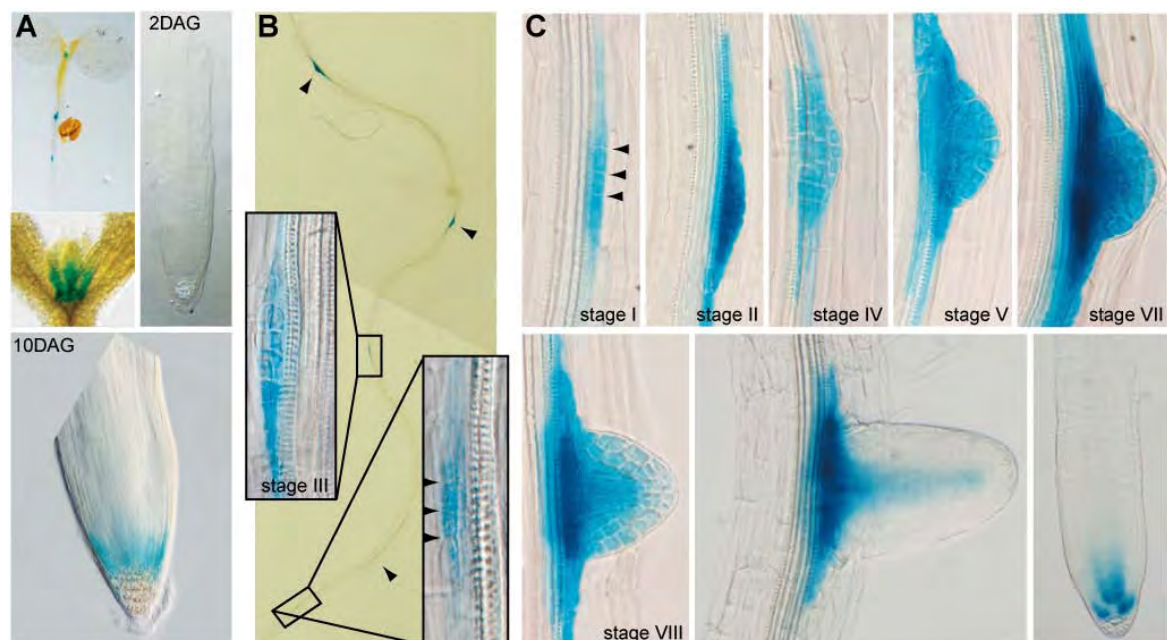 A
2DAG
10DAG
B
stage III
C
stage I
stage II
stage IV
stage V
stage VII
stage VIII